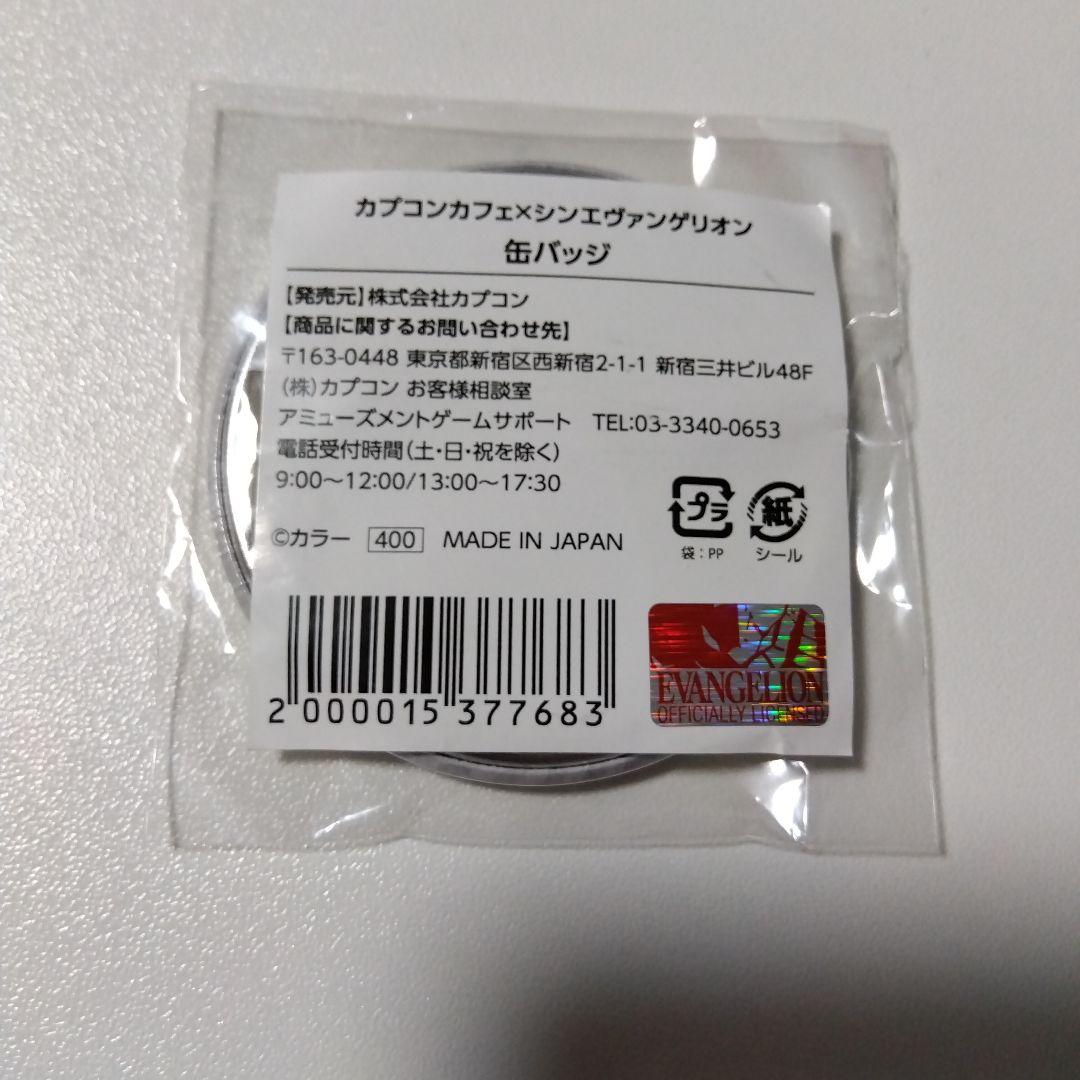 カプコンカフェ×シンエヴァンゲリオン
缶バッジ
【発売元】株式会社カプコン
【商品に関するお問い合わせ先】
〒163-0448 東京都新宿区西新宿2-1-1 新宿三井ビル48F
(株)カプコン お客様相談室
アミューズメントゲームサポート TEL:03-3340-0653
電話受付時間(土・日・祝を除く)
9:00～12:00/13:00～17:30
プラ
紙
袋:PP
シール
©カラー 400 MADE IN JAPAN
2 000015 377683
EVANGELION
OFFICIALLY LICENSED